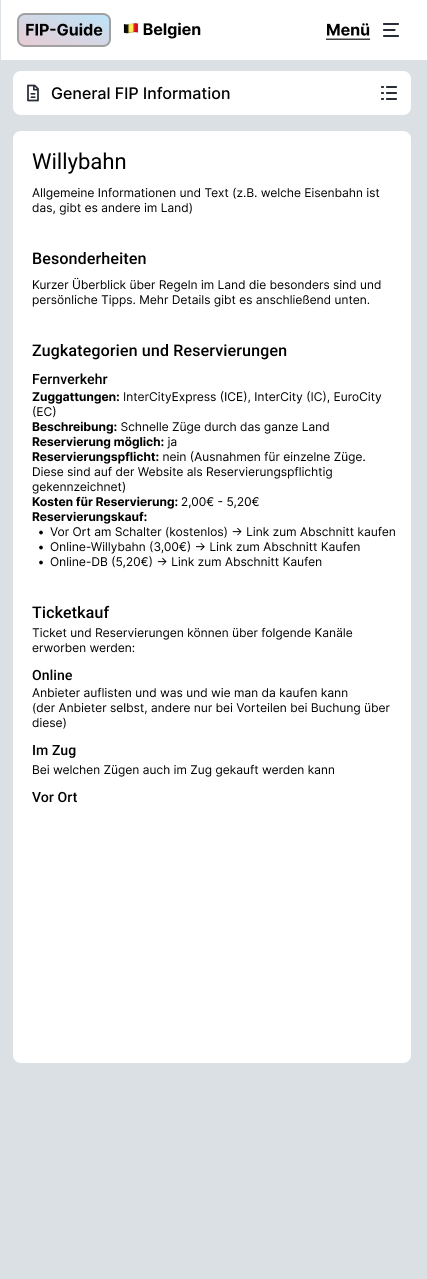 FIP-Guide Belgien Menü
General FIP Information
Willybahn
Allgemeine Informationen und Text (z.B. welche Eisenbahn ist
das, gibt es andere im Land)
Besonderheiten
Kurzer Überblick über Regeln im Land die besonders sind und
persönliche Tipps. Mehr Details gibt es anschließend unten.
Zugkategorien und Reservierungen
Fernverkehr
Zuggattungen: InterCityExpress (ICE), InterCity (IC), EuroCity
(EC)
Beschreibung: Schnelle Züge durch das ganze Land
Reservierung möglich: ja
Reservierungspflicht: nein (Ausnahmen für einzelne Züge.
Diese sind auf der Website als Reservierungspflichtig
gekennzeichnet)
Kosten für Reservierung: 2,00€ - 5,20€
Reservierungskauf:
• Vor Ort am Schalter (kostenlos) → Link zum Abschnitt kaufen
• Online-Willybahn (3,00€) → Link zum Abschnitt Kaufen
• Online-DB (5,20€) → Link zum Abschnitt Kaufen
Ticketkauf
Ticket und Reservierungen können über folgende Kanäle
erworben werden:
Online
Anbieter auflisten und was und wie man da kaufen kann
(der Anbieter selbst, andere nur bei Vorteilen bei Buchung über
diese)
Im Zug
Bei welchen Zügen auch im Zug gekauft werden kann
Vor Ort